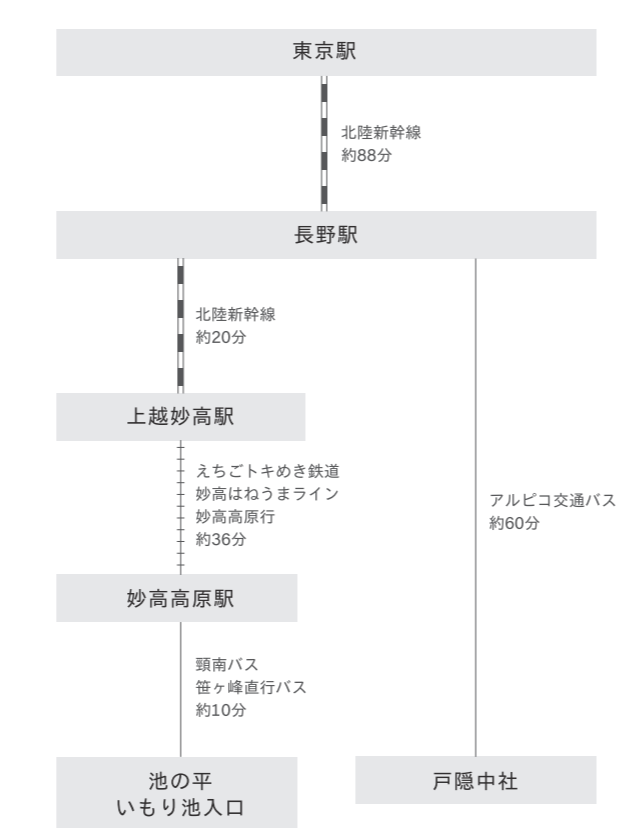 東京駅
北陸新幹線
約88分
長野駅
北陸新幹線
約20分
上越妙高駅
えちごトキめき鉄道
妙高はねうまライン
妙高高原行
約36分
妙高高原駅
頸南バス
笹ヶ峰直行バス
約10分
池の平
いもり池入口
アルピコ交通バス
約60分
戸隠中社